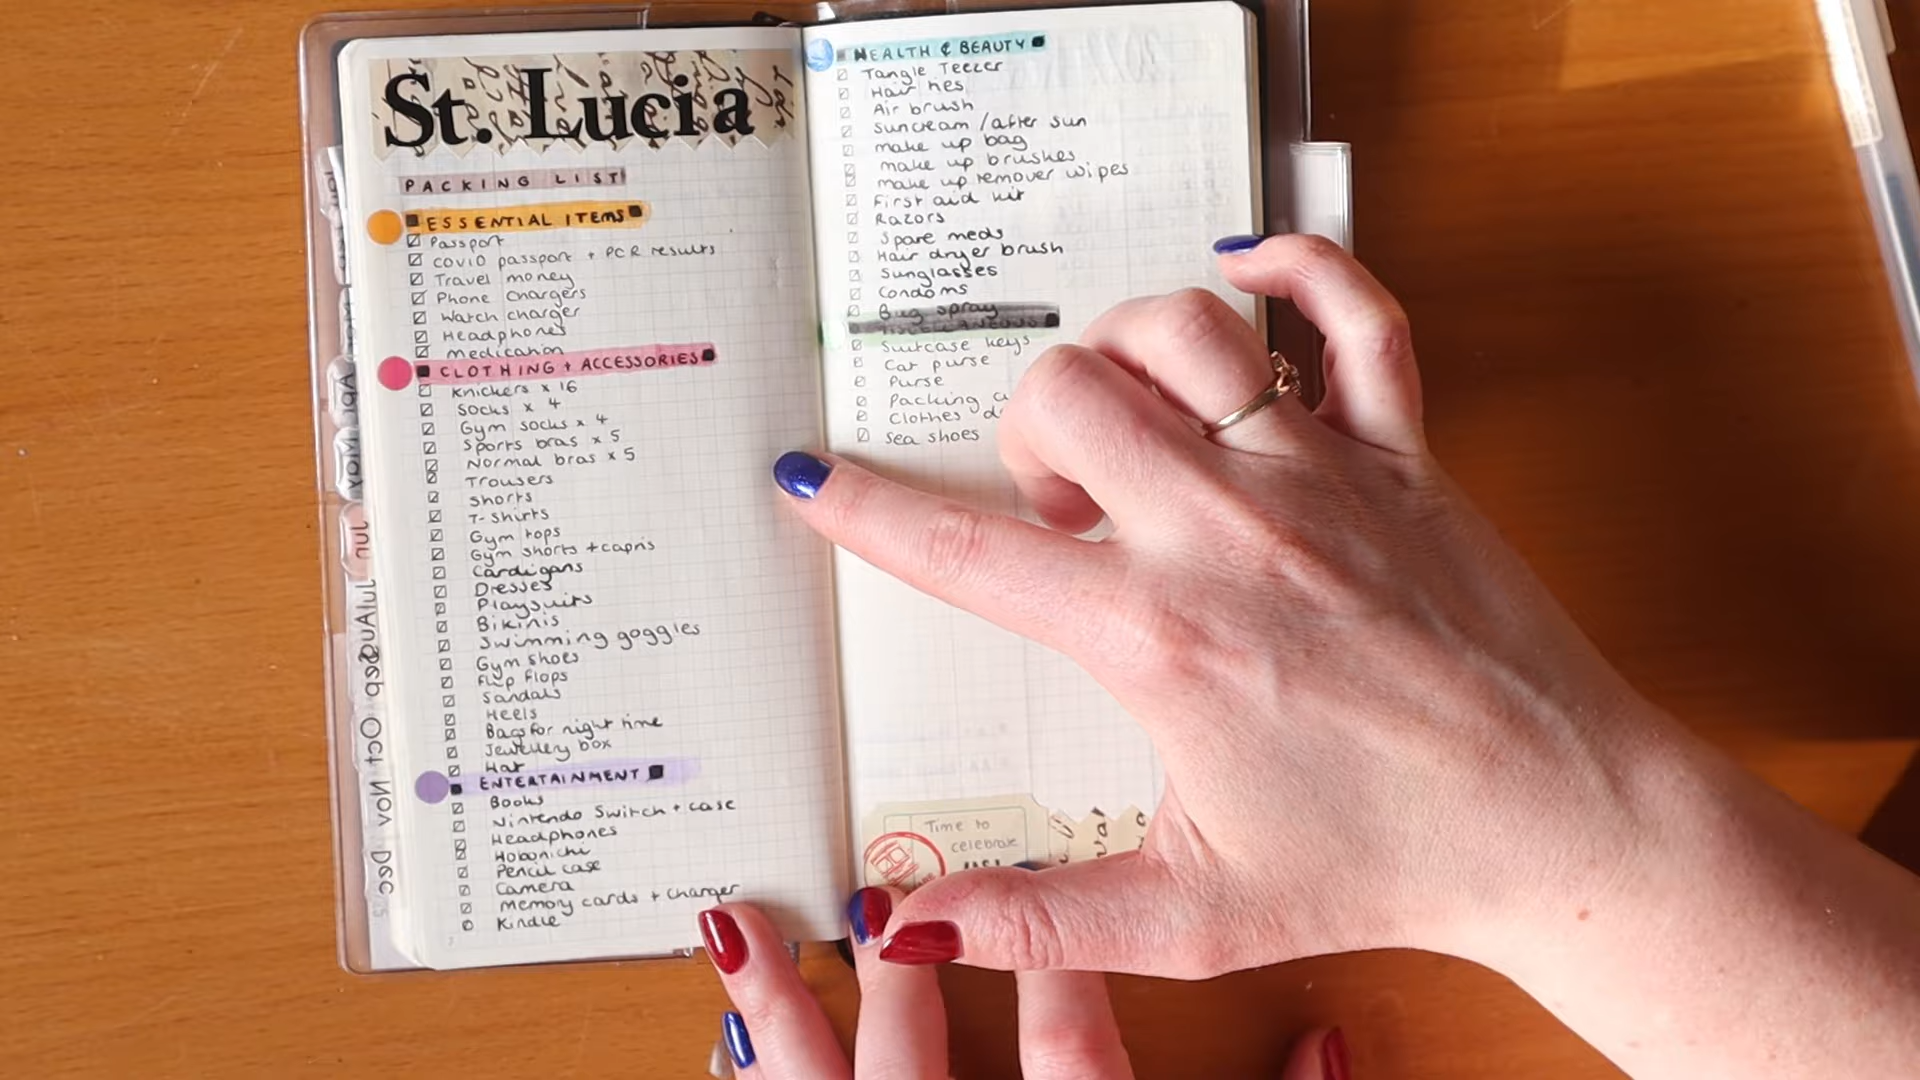 St. Lucia
PACKING LIST
ESSENTIAL ITEMS
Passport
COVID passport + PCR results
Travel money
Phone Chargers
Watch charger
Headphones
Medication
CLOTHING + ACCESSORIES
Knickers x 16
Socks x 4
Gym socks x 4
Sports bras x 5
Normal bras x 5
Trousers
Shorts
T-shirts
Gym tops
Gym shorts + capris
Cardigans
Dresses
Playsuits
Bikinis
Swimming goggles
Gym shoes
Flip flops
Sandals
Heels
Bags for night time
Jewellery box
Hat
ENTERTAINMENT
Books
Nintendo Switch + case
Headphones
Hobonichi
Pencil case
Camera
Memory cards + charger
Kindle
HEALTH & BEAUTY
Tangle Teezer
Hair ties
Air brush
Suncream / after sun
make up bag
make up brushes
make up remover wipes
First aid kit
Razors
Spare meds
Hair dryer brush
Sunglasses
Condoms
Bug spray
MISCELLANEOUS
Suitcase keys
Cat purse
Purse
Packing
Clothes
Sea shoes
Time to
celebrate
Oct
Nov
Dec